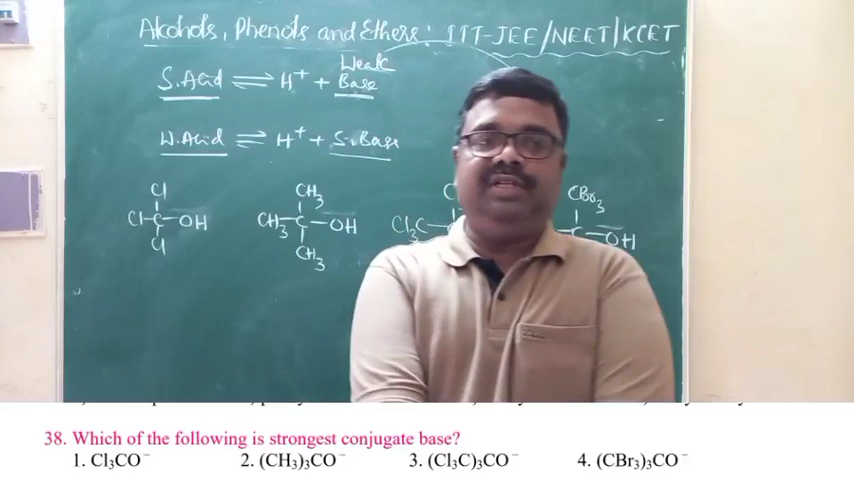 Alcohols, Phenols and Ethers: IIT-JEE/NEET/KCET
S.Acid ⇌ H⁺ + Weak Base
W.Acid ⇌ H⁺ + S.Base
Cl CH₃ CBr₃
Cl-C-OH CH₃-C-OH Cl₃C- C-OH
Cl CH₃
38. Which of the following is strongest conjugate base?
1. Cl₃CO⁻ 2. (CH₃)₃CO⁻ 3. (Cl₃C)₃CO⁻ 4. (CBr₃)₃CO⁻